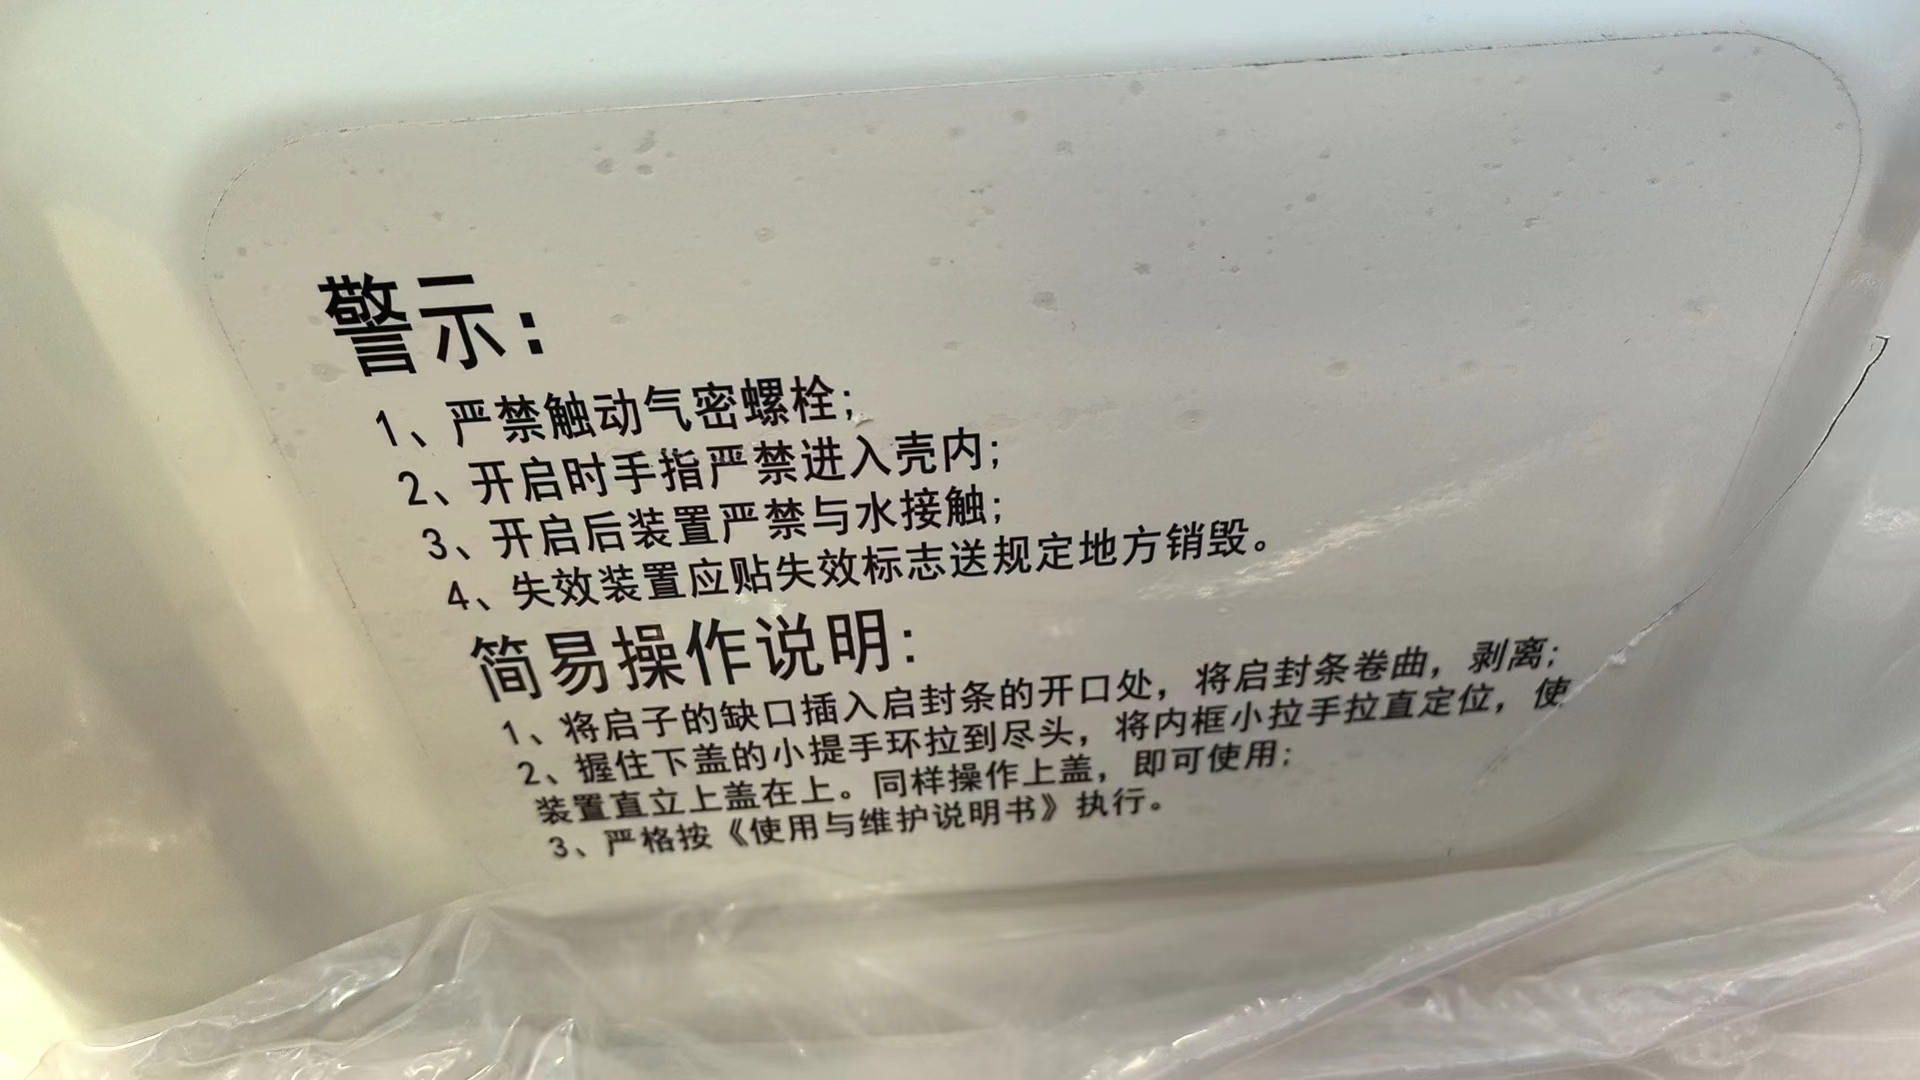 警示：
1、严禁触动气密螺栓；
2、开启时手指严禁进入壳内；
3、开启后装置严禁与水接触；
4、失效装置应贴失效标志送规定地方销毁。
简易操作说明：
1、将启子的缺口插入启封条的开口处，将启封条卷曲，剥离；
2、握住下盖的小提手环拉到尽头，将内框小拉手拉直定位，使
装置直立上盖在上。同样操作上盖，即可使用；
3、严格按《使用与维护说明书》执行。